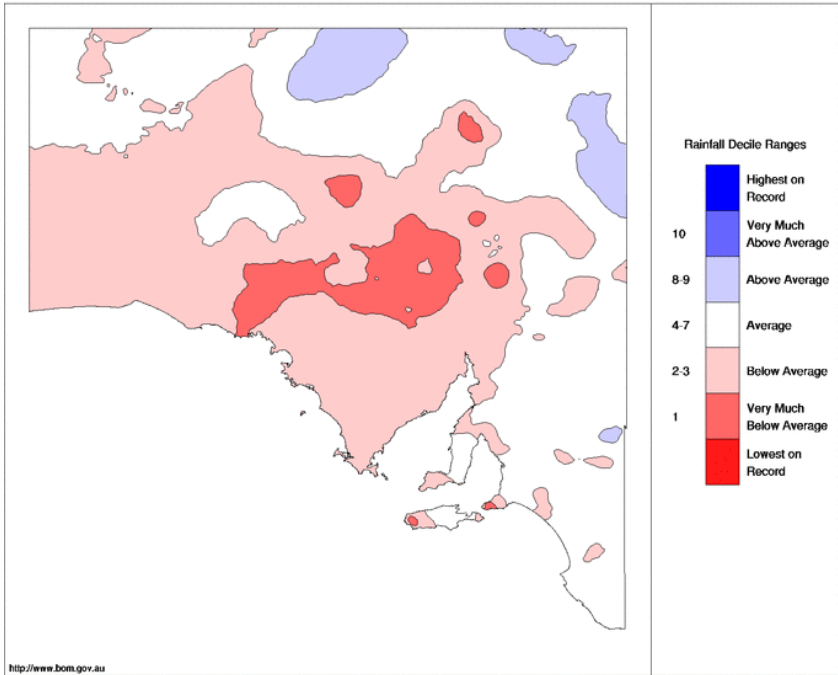 Rainfall Decile Ranges
Highest on
Record
10
Very Much
Above Average
8-9
Above Average
4-7
Average
2-3
Below Average
1
Very Much
Below Average
Lowest on
Record
http://www.bom.gov.au